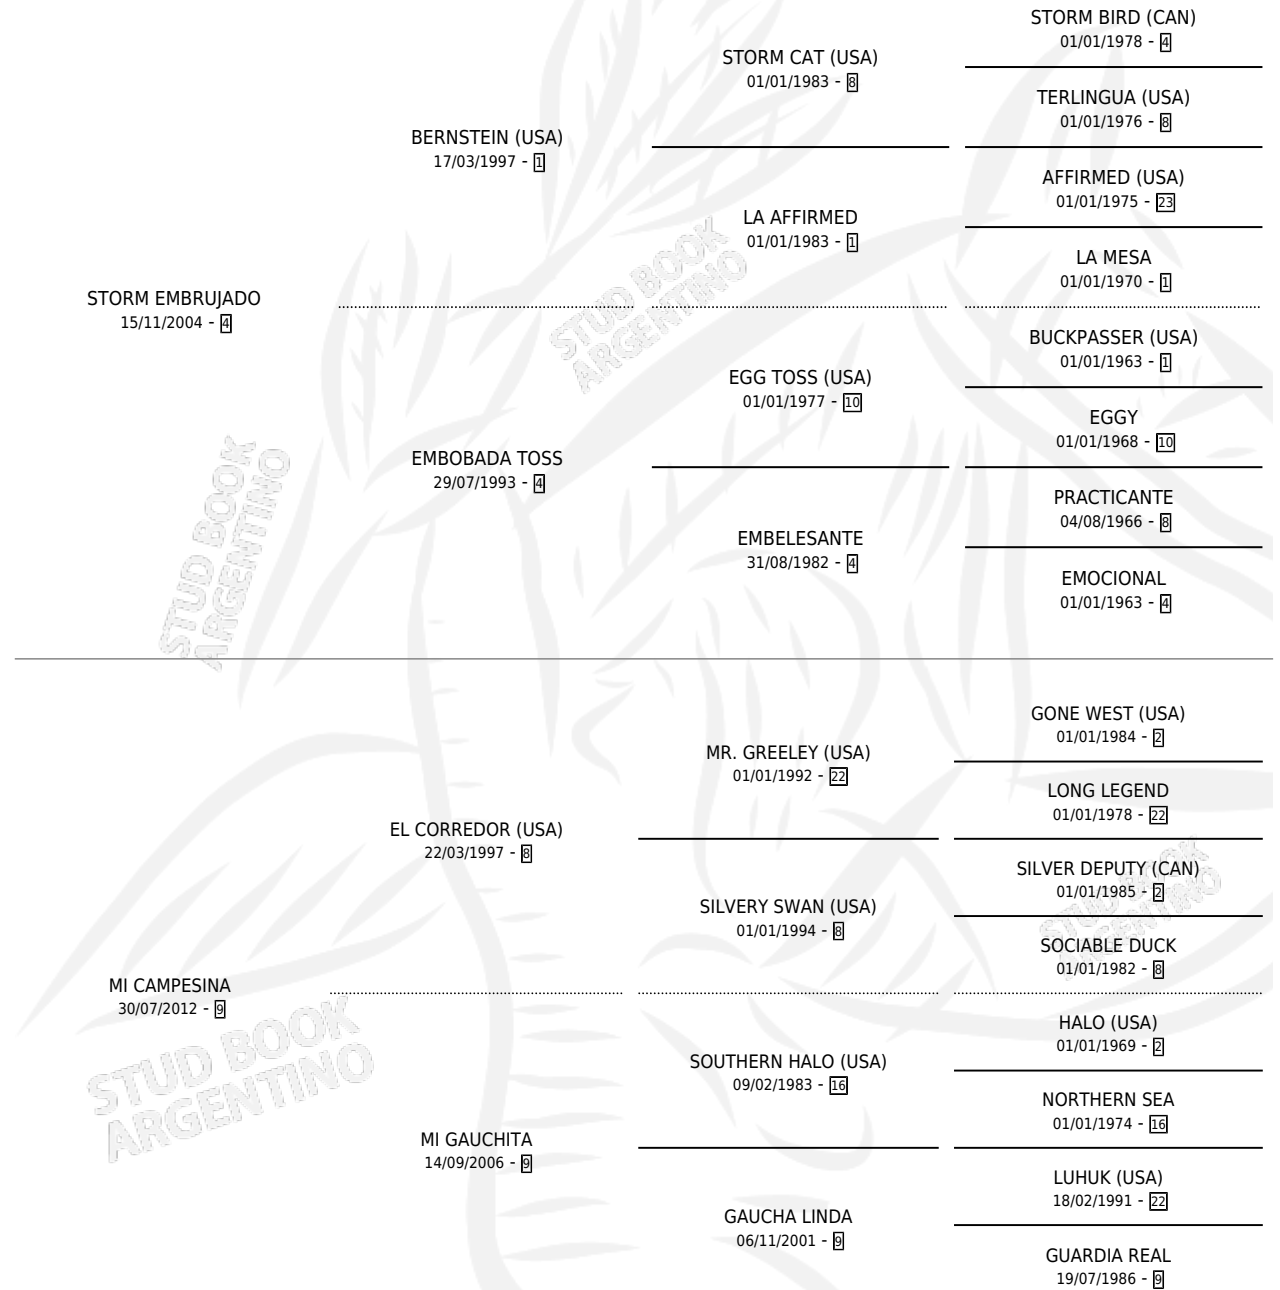 STORM BIRD (CAN)
01/01/1978 - 4
STORM CAT (USA)
01/01/1983 - 8
TERLINGUA (USA)
01/01/1976 - 8
BERNSTEIN (USA)
17/03/1997 - 1
AFFIRMED (USA)
01/01/1975 - 23
LA AFFIRMED
01/01/1983 - 1
LA MESA
01/01/1970 - 1
STORM EMBRUJADO
15/11/2004 - 4
BUCKPASSER (USA)
01/01/1963 - 1
EGG TOSS (USA)
01/01/1977 - 10
EGGY
01/01/1968 - 10
EMBOBADA TOSS
29/07/1993 - 4
PRACTICANTE
04/08/1966 - 8
EMBELESANTE
31/08/1982 - 4
EMOCIONAL
01/01/1963 - 4
GONE WEST (USA)
01/01/1984 - 2
MR. GREELEY (USA)
01/01/1992 - 22
LONG LEGEND
01/01/1978 - 22
EL CORREDOR (USA)
22/03/1997 - 8
SILVER DEPUTY (CAN)
01/01/1985 - 2
SILVERY SWAN (USA)
01/01/1994 - 8
SOCIABLE DUCK
01/01/1982 - 8
MI CAMPESINA
30/07/2012 - 9
HALO (USA)
01/01/1969 - 2
SOUTHERN HALO (USA)
09/02/1983 - 16
NORTHERN SEA
01/01/1974 - 16
MI GAUCHITA
14/09/2006 - 9
LUHUK (USA)
18/02/1991 - 22
GAUCHA LINDA
06/11/2001 - 9
GUARDIA REAL
19/07/1986 - 9
STUD BOOK
ARGENTINO
STUD BOOK
ARGENTINO
STUD BOOK
ARGENTINO
STUD BOOK
ARGENTINO